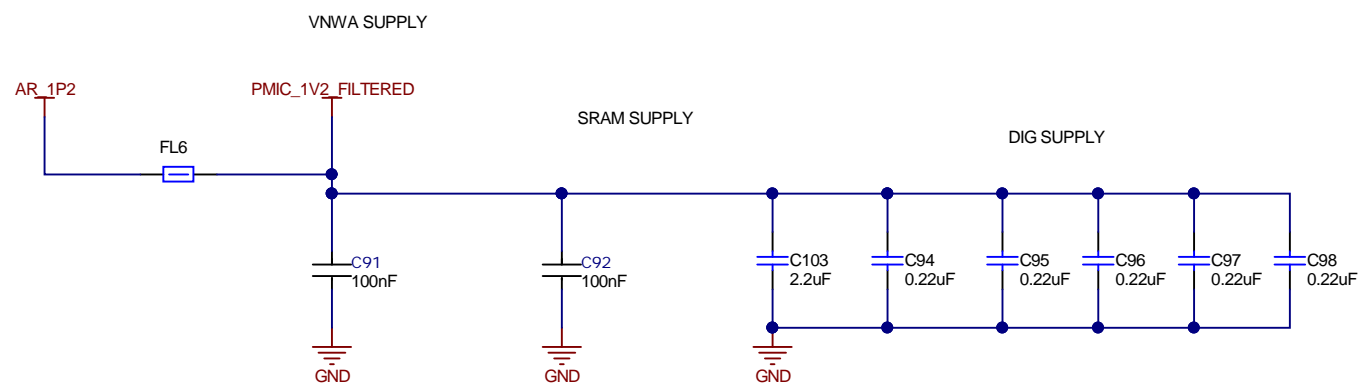 VNWA SUPPLY
AR_1P2
PMIC_1V2_FILTERED
SRAM SUPPLY
DIG SUPPLY
FL6
C91
100nF
C92
100nF
C103
2.2uF
C94
0.22uF
C95
0.22uF
C96
0.22uF
C97
0.22uF
C98
0.22uF
GND
GND
GND